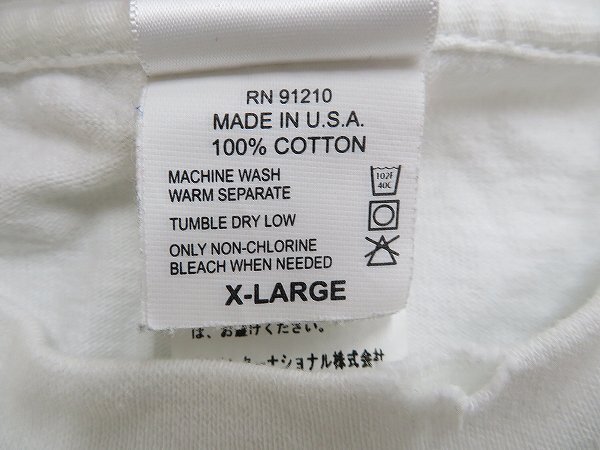 RN 91210
MADE IN U.S.A.
100% COTTON
MACHINE WASH
WARM SEPARATE
102F
40C
TUMBLE DRY LOW
ONLY NON-CHLORINE
BLEACH WHEN NEEDED
X-LARGE
は、お避けください。
ーナショナル株式会社